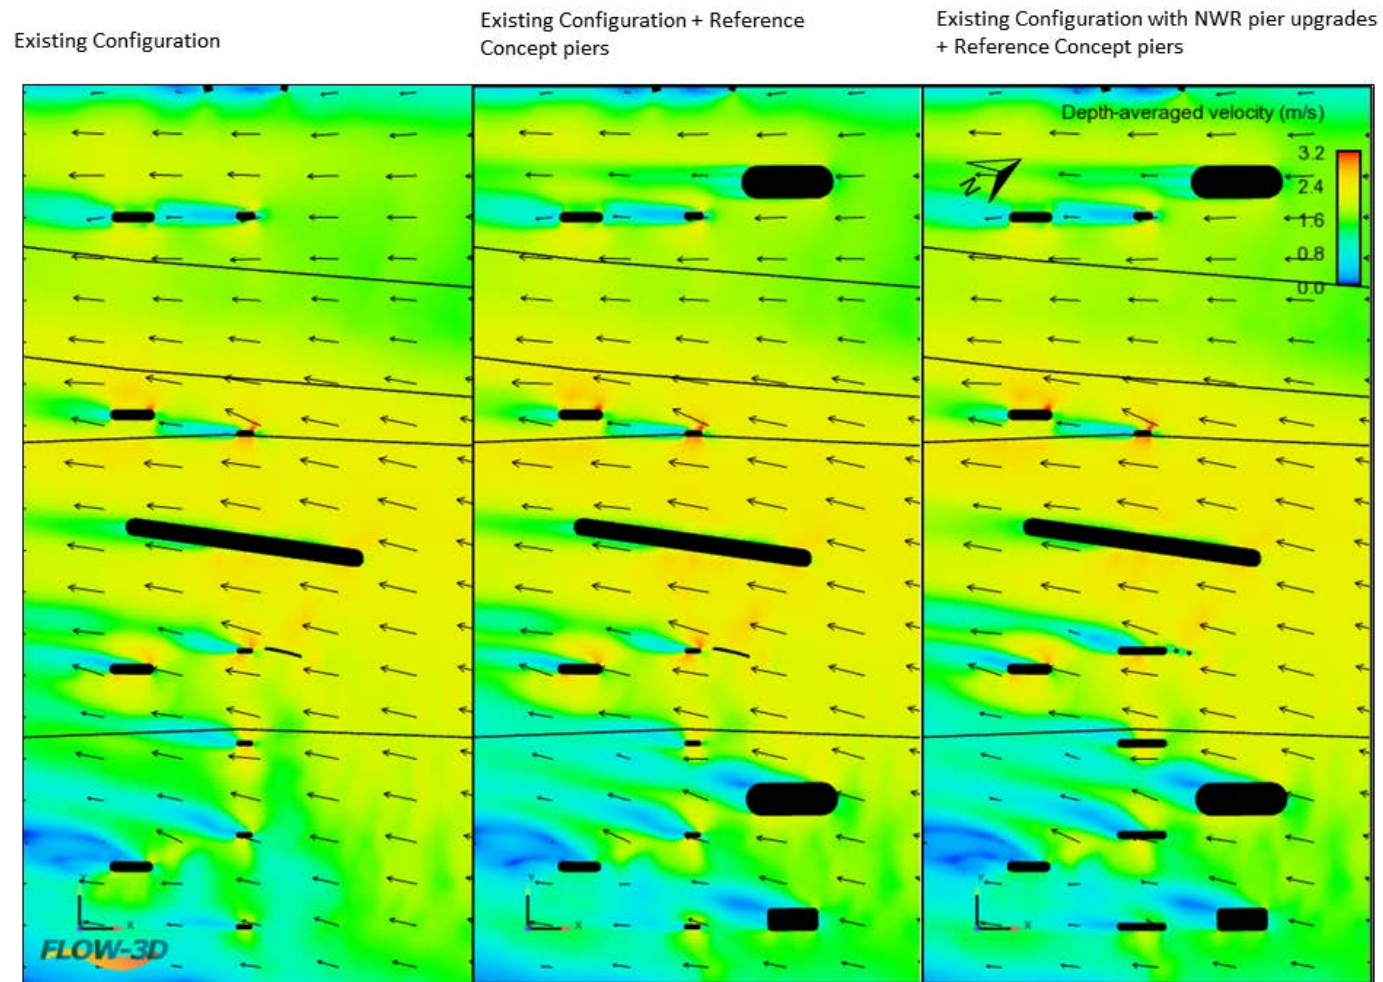 Existing Configuration
Existing Configuration + Reference
Concept piers
Existing Configuration with NWR pier upgrades
+ Reference Concept piers
Depth-averaged velocity (m/s)
3.2
2.4
1.6
0.8
0.0
N
Y
X
Y
X
Y
X
FLOW-3D